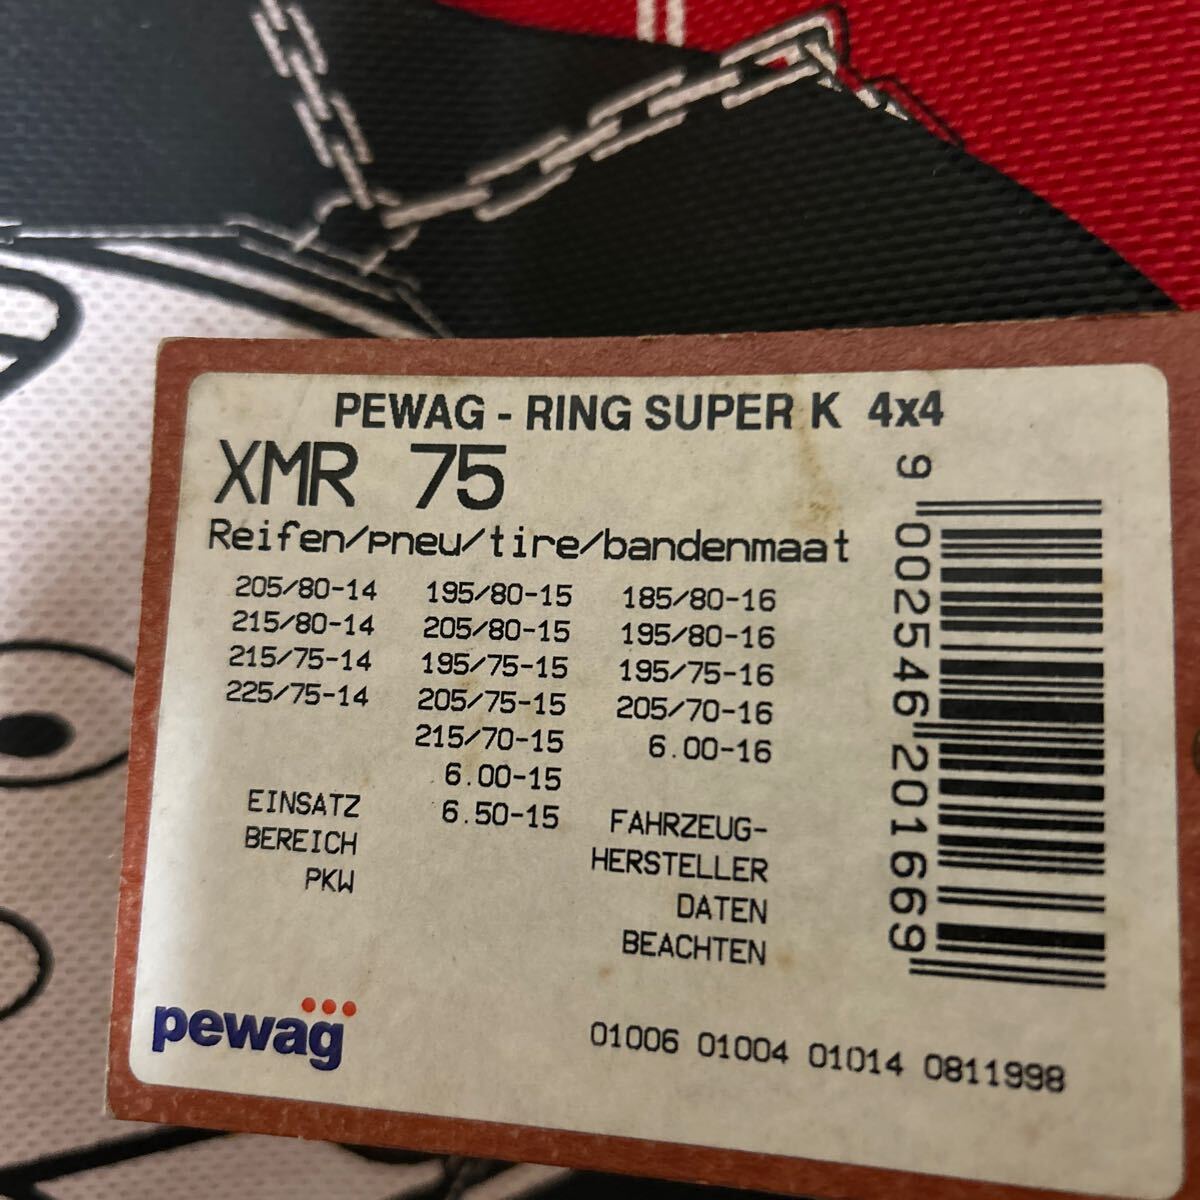 PEWAG - RING SUPER K 4x4
XMR 75
Reifen/pneu/tire/bandenmaat
205/80-14 195/80-15 185/80-16
215/80-14 205/80-15 195/80-16
215/75-14 195/75-15 195/75-16
225/75-14 205/75-15 205/70-16
215/70-15 6.00-16
6.00-15
6.50-15
EINSATZ
BEREICH
PKW
FAHRZEUG-
HERSTELLER
DATEN
BEACHTEN
9 002546 201669
pewag
01006 01004 01014 0811998